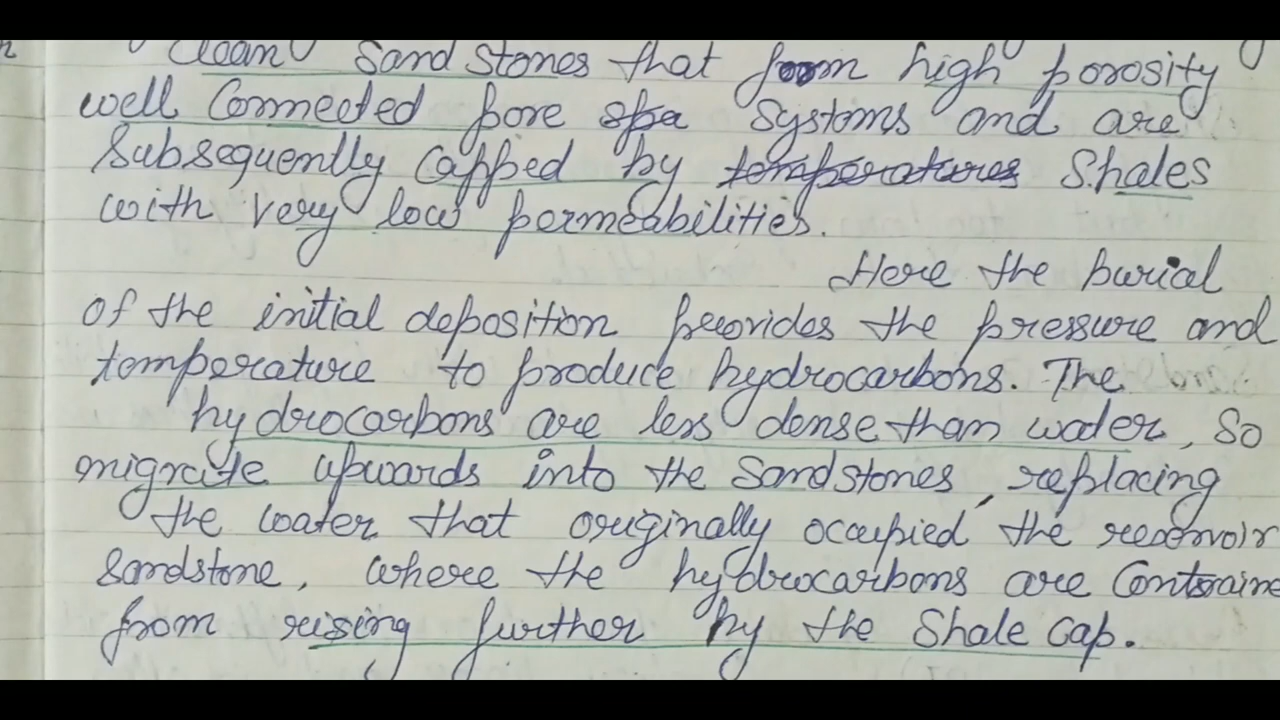 Clean Sandstones that form high porosity
well Connected pore systems and are
Subsequently Capped by temperatures Shales
with very low permeabilities.
Here the burial
of the initial deposition provides the pressure and
temperature to produce hydrocarbons. The
hydrocarbons are less dense than water, So
migrate upwards into the Sandstones, replacing
the water that originally occupied the reservoir
Sandstone, where the hydrocarbons are Constraine
from rising further by the Shale Cap.